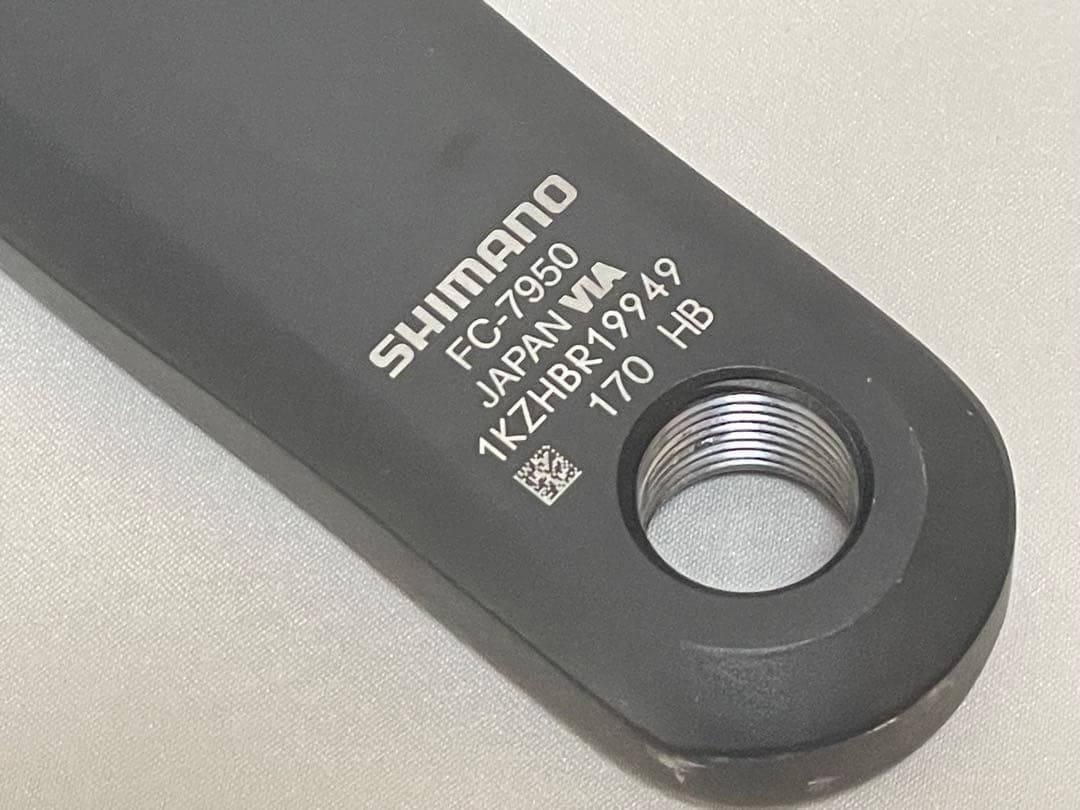 SHIMANO
FC-7950
JAPAN VIA
1KZHBR19949
170 HB